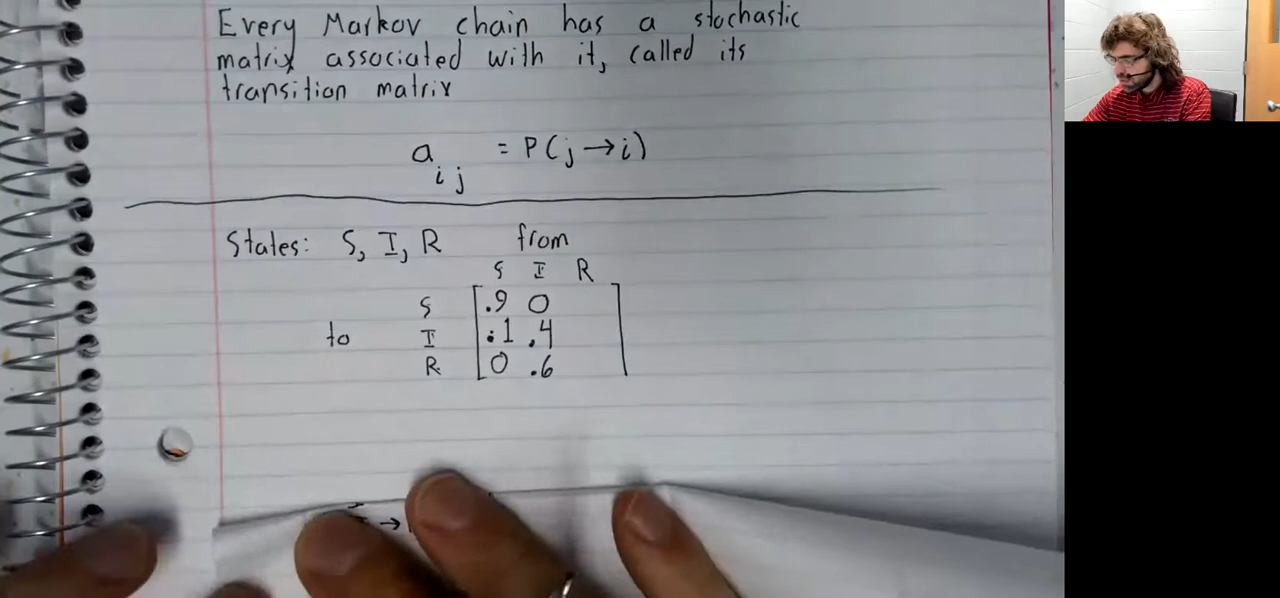 Every Markov chain has a stochastic
matrix associated with it, called its
transition matrix
a_{ij} = P(j→i)
States: S, I, R from
S I R
S [.9 0
to I .1 .4
R 0 .6 ]
→